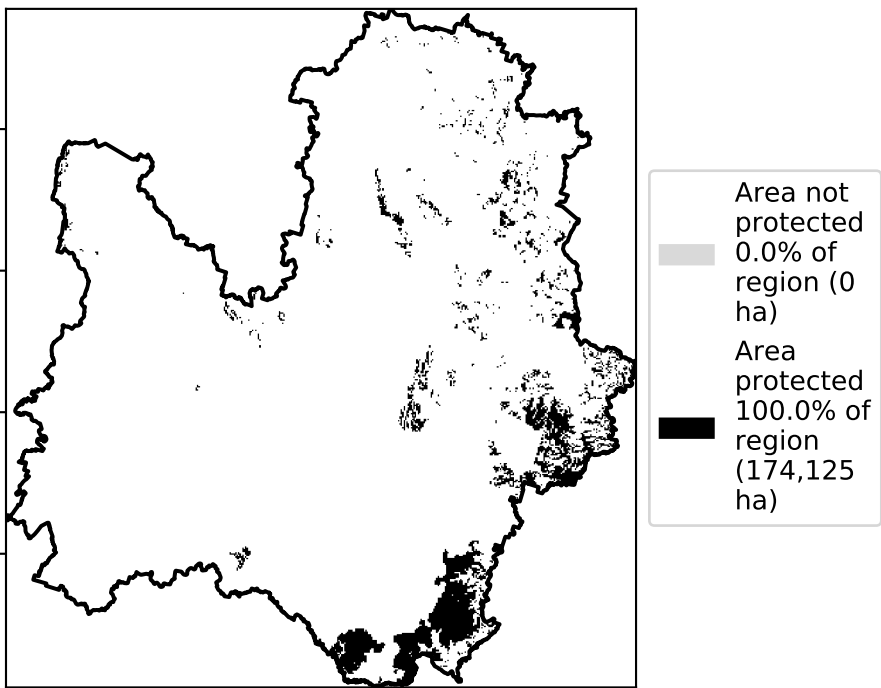 Area not
protected
0.0% of
region (0
ha)
Area
protected
100.0% of
region
(174,125
ha)